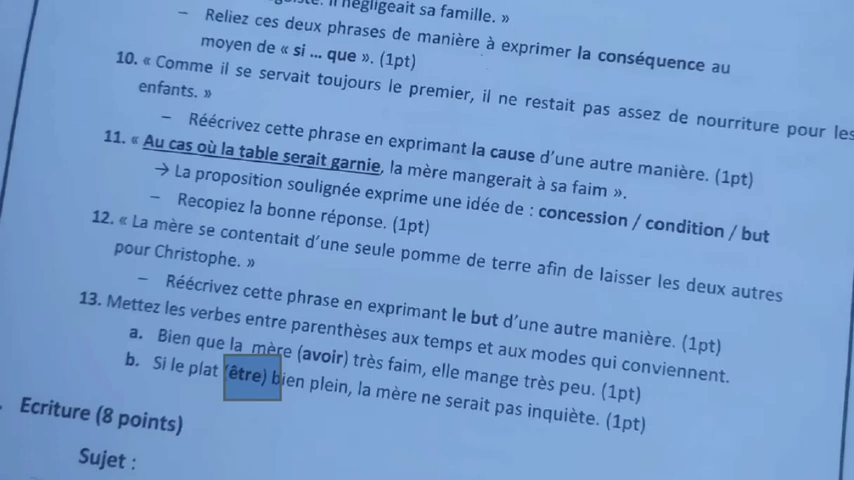 Il négligeait sa famille. »
− Reliez ces deux phrases de manière à exprimer la conséquence au
moyen de « si ... que ». (1pt)
10. « Comme il se servait toujours le premier, il ne restait pas assez de nourriture pour les
enfants. »
− Réécrivez cette phrase en exprimant la cause d'une autre manière. (1pt)
11. « Au cas où la table serait garnie, la mère mangerait à sa faim ».
→ La proposition soulignée exprime une idée de : concession / condition / but
− Recopiez la bonne réponse. (1pt)
12. « La mère se contentait d'une seule pomme de terre afin de laisser les deux autres
pour Christophe. »
− Réécrivez cette phrase en exprimant le but d'une autre manière. (1pt)
13. Mettez les verbes entre parenthèses aux temps et aux modes qui conviennent.
a. Bien que la mère (avoir) très faim, elle mange très peu. (1pt)
b. Si le plat (être) bien plein, la mère ne serait pas inquiète. (1pt)
Ecriture (8 points)
Sujet :